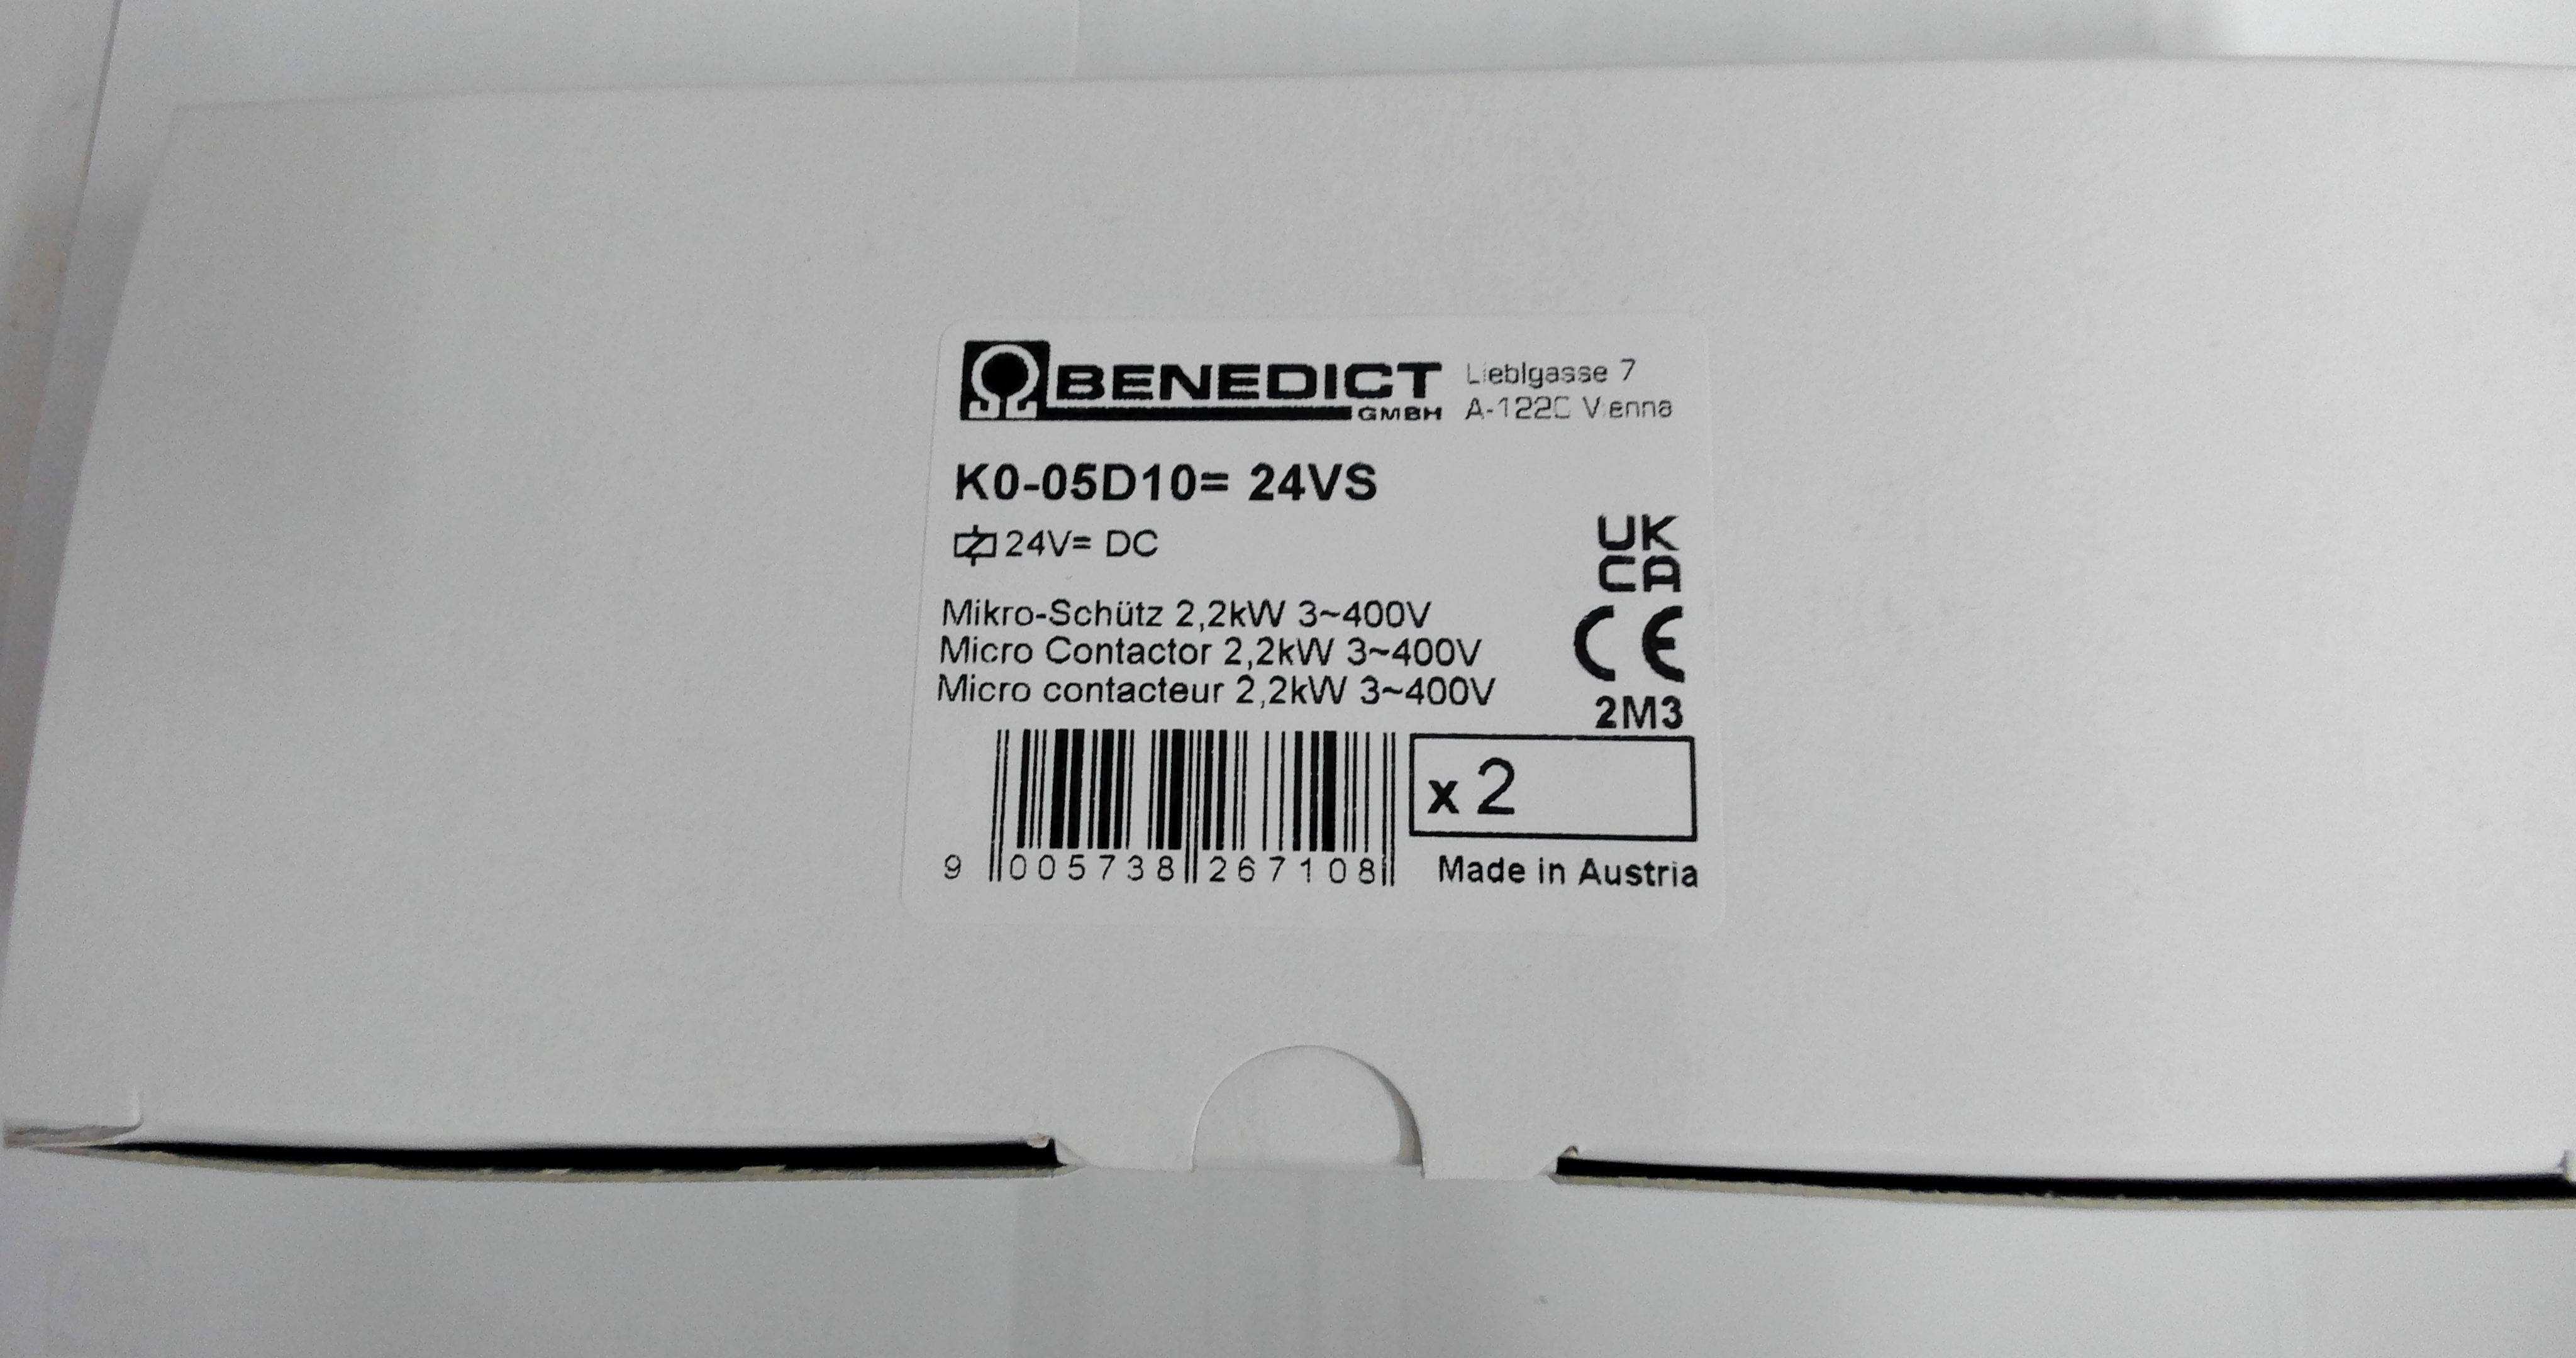 BENEDICT
GMBH
Lieblgasse 7
A-1220 Vienna
K0-05D10= 24VS
24V= DC
UK
CA
Mikro-Schütz 2,2kW 3~400V
Micro Contactor 2,2kW 3~400V
Micro contacteur 2,2kW 3~400V
CE
2M3
x 2
9 005738 267108
Made in Austria